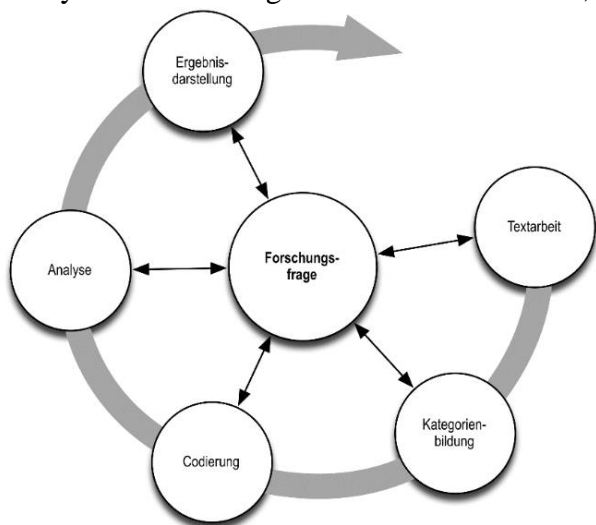 Ergebnis-
darstellung
Textarbeit
Forschungs-
frage
Analyse
Kategorien-
bildung
Codierung